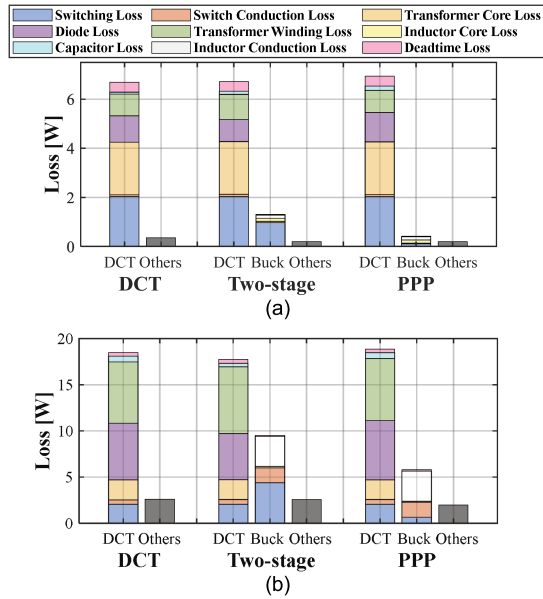 Switching Loss Switch Conduction Loss Transformer Core Loss
Diode Loss Transformer Winding Loss Inductor Core Loss
Capacitor Loss Inductor Conduction Loss Deadtime Loss
6
4
2
0
Loss [W]
DCT Others DCT Buck Others DCT Buck Others
DCT Two-stage PPP
(a)
20
15
10
5
0
Loss [W]
DCT Others DCT Buck Others DCT Buck Others
DCT Two-stage PPP
(b)